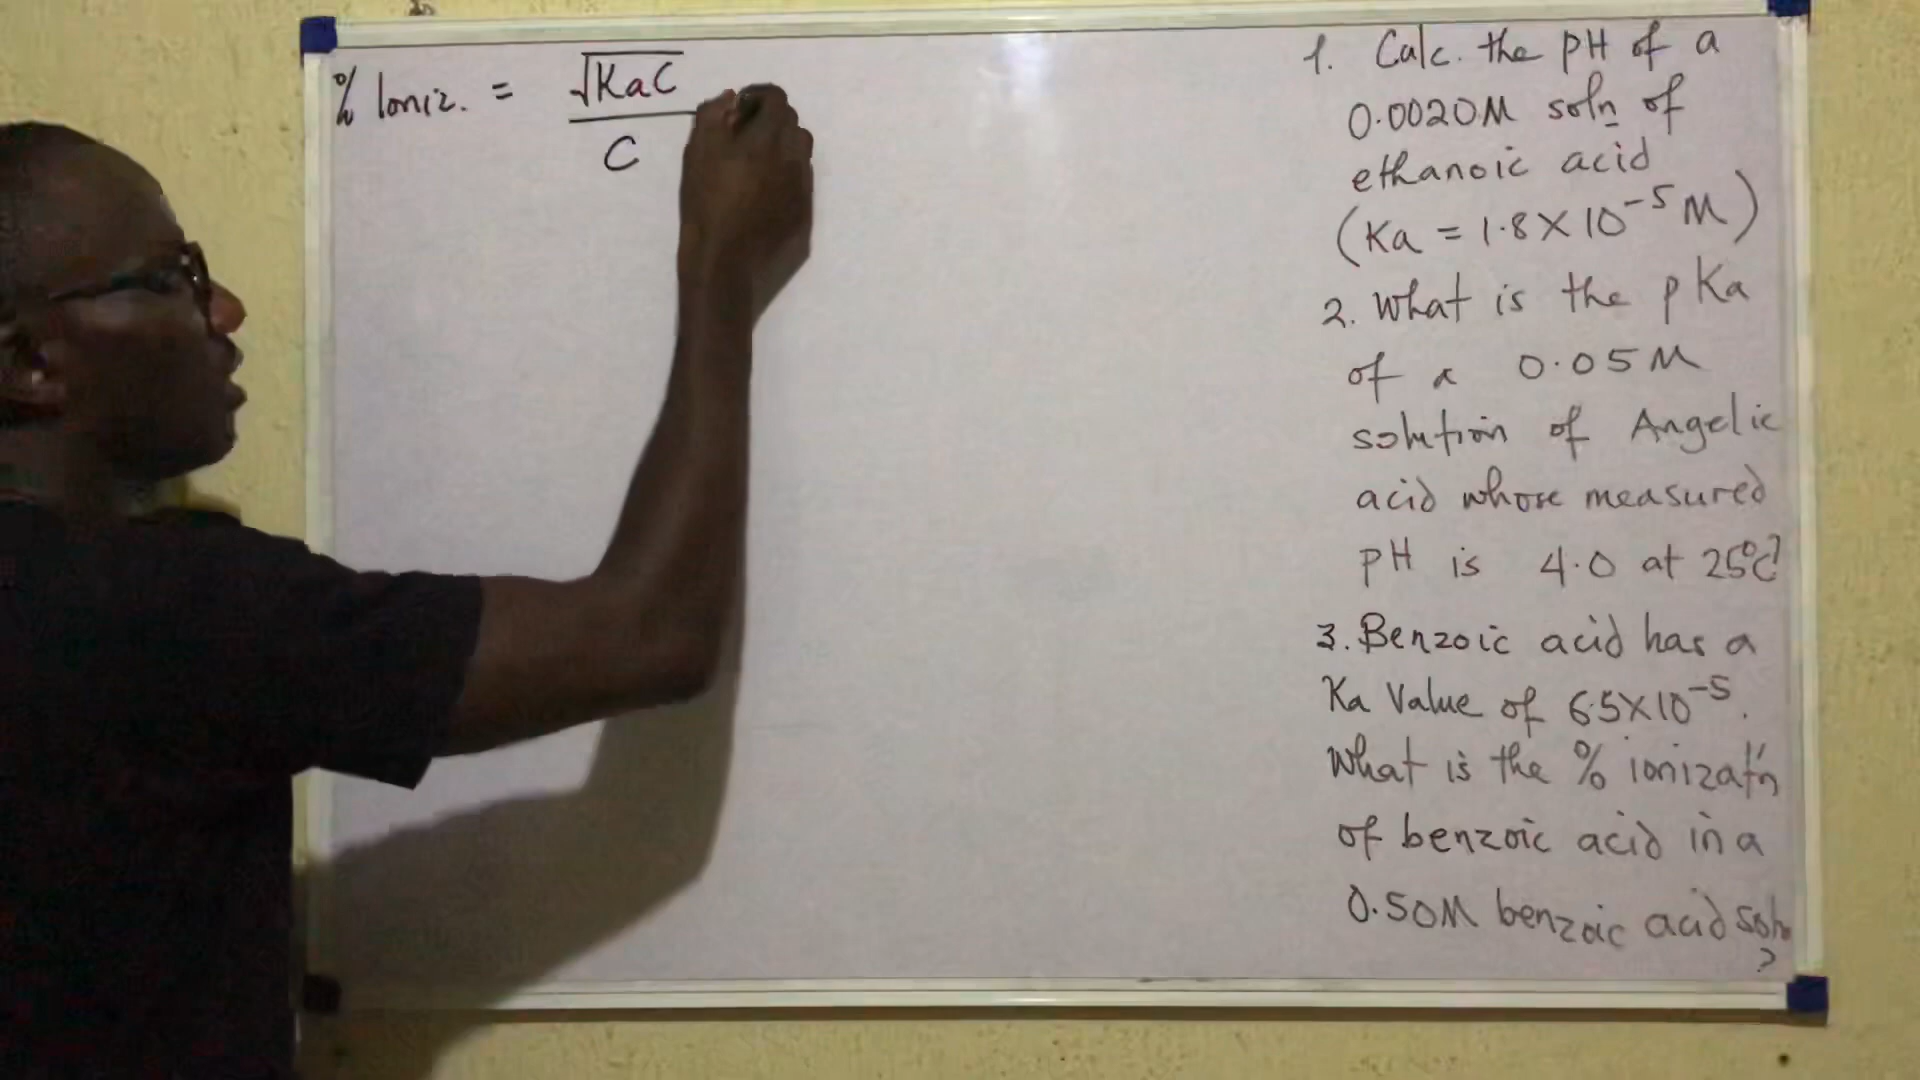 % Ioniz. = √KaC
C
1. Calc. the pH of a
0.0020M soln of
ethanoic acid
(Ka = 1.8×10⁻⁵M)
2. What is the pKa
of a 0.05M
solution of Angelic
acid whose measured
pH is 4.0 at 25°C?
3. Benzoic acid has a
Ka Value of 6.5×10⁻⁵.
What is the % ionizat'n
of benzoic acid in a
0.50M benzoic acid soln
?